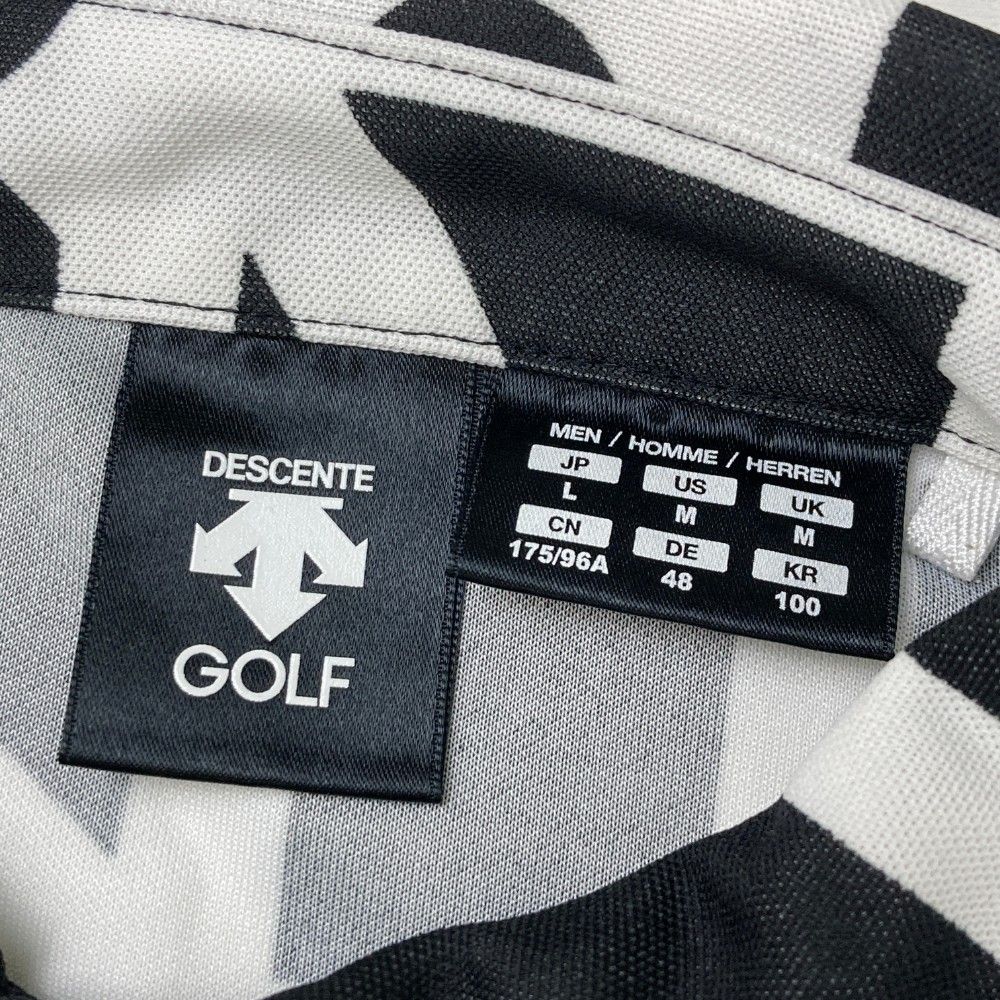 DESCENTE
GOLF
MEN / HOMME / HERREN
JP US UK
L M M
CN DE KR
175/96A 48 100